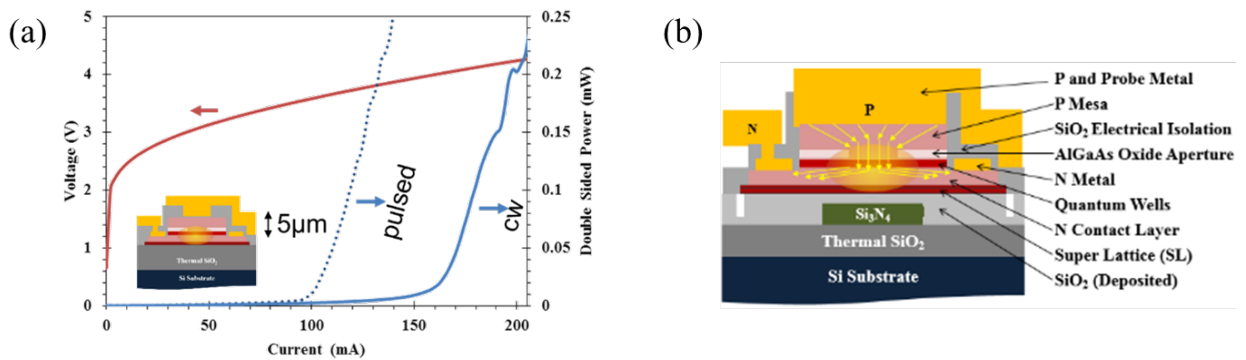 (a)
5
4
3
2
1
0
Voltage (V)
0.25
0.2
0.15
0.1
0.05
0
Double Sided Power (mW)
0
50
100
150
200
Current (mA)
pulsed
cw
5μm
Thermal SiO₂
Si Substrate
(b)
N
P
Si₃N₄
Thermal SiO₂
Si Substrate
P and Probe Metal
P Mesa
SiO₂ Electrical Isolation
AlGaAs Oxide Aperture
N Metal
Quantum Wells
N Contact Layer
Super Lattice (SL)
SiO₂ (Deposited)